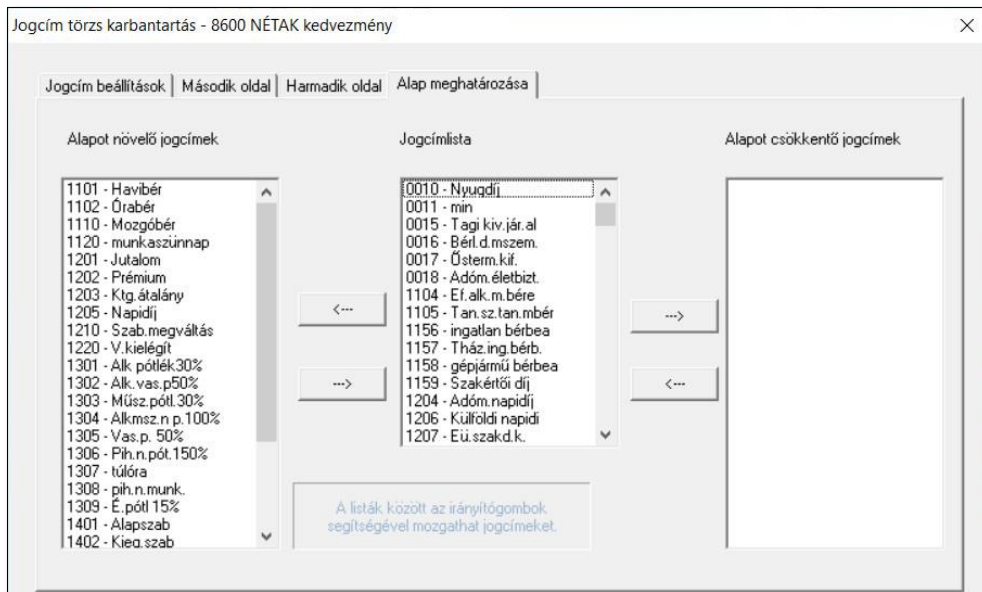 Jogcím törzs karbantartás - 8600 NÉTAK kedvezmény
Jogcím beállítások Második oldal Harmadik oldal Alap meghatározása
Alapot növelő jogcímek
1101 - Havibér
1102 - Órabér
1110 - Mozgóbér
1120 - munkaszünnap
1201 - Jutalom
1202 - Prémium
1203 - Ktg.átalány
1205 - Napidíj
1210 - Szab.megváltás
1220 - V.kielégít
1301 - Alk pótlék30%
1302 - Alk.vas.p50%
1303 - Műsz.pótl.30%
1304 - Alkmsz.n p.100%
1305 - Vas.p. 50%
1306 - Pih.n.pót.150%
1307 - túlóra
1308 - pih.n.munk.
1309 - É.pótl 15%
1401 - Alapszab
1402 - Kieg.szab
<---
--->
Jogcímlista
0010 - Nyugdíj
0011 - min
0015 - Tagi kiv.jár.al
0016 - Bérl.d.mszem.
0017 - Ősterm.kif.
0018 - Adóm.életbizt.
1104 - Ef.alk.m.bére
1105 - Tan.sz.tan.mbér
1156 - ingatlan bérbea
1157 - Tház.ing.bérb.
1158 - gépjármű bérbea
1159 - Szakértői díj
1204 - Adóm.napidíj
1206 - Külföldi napidí
1207 - Eü.szakd.k.
--->
<---
Alapot csökkentő jogcímek
A listák között az irányítógombok
segítségével mozgathat jogcímeket.